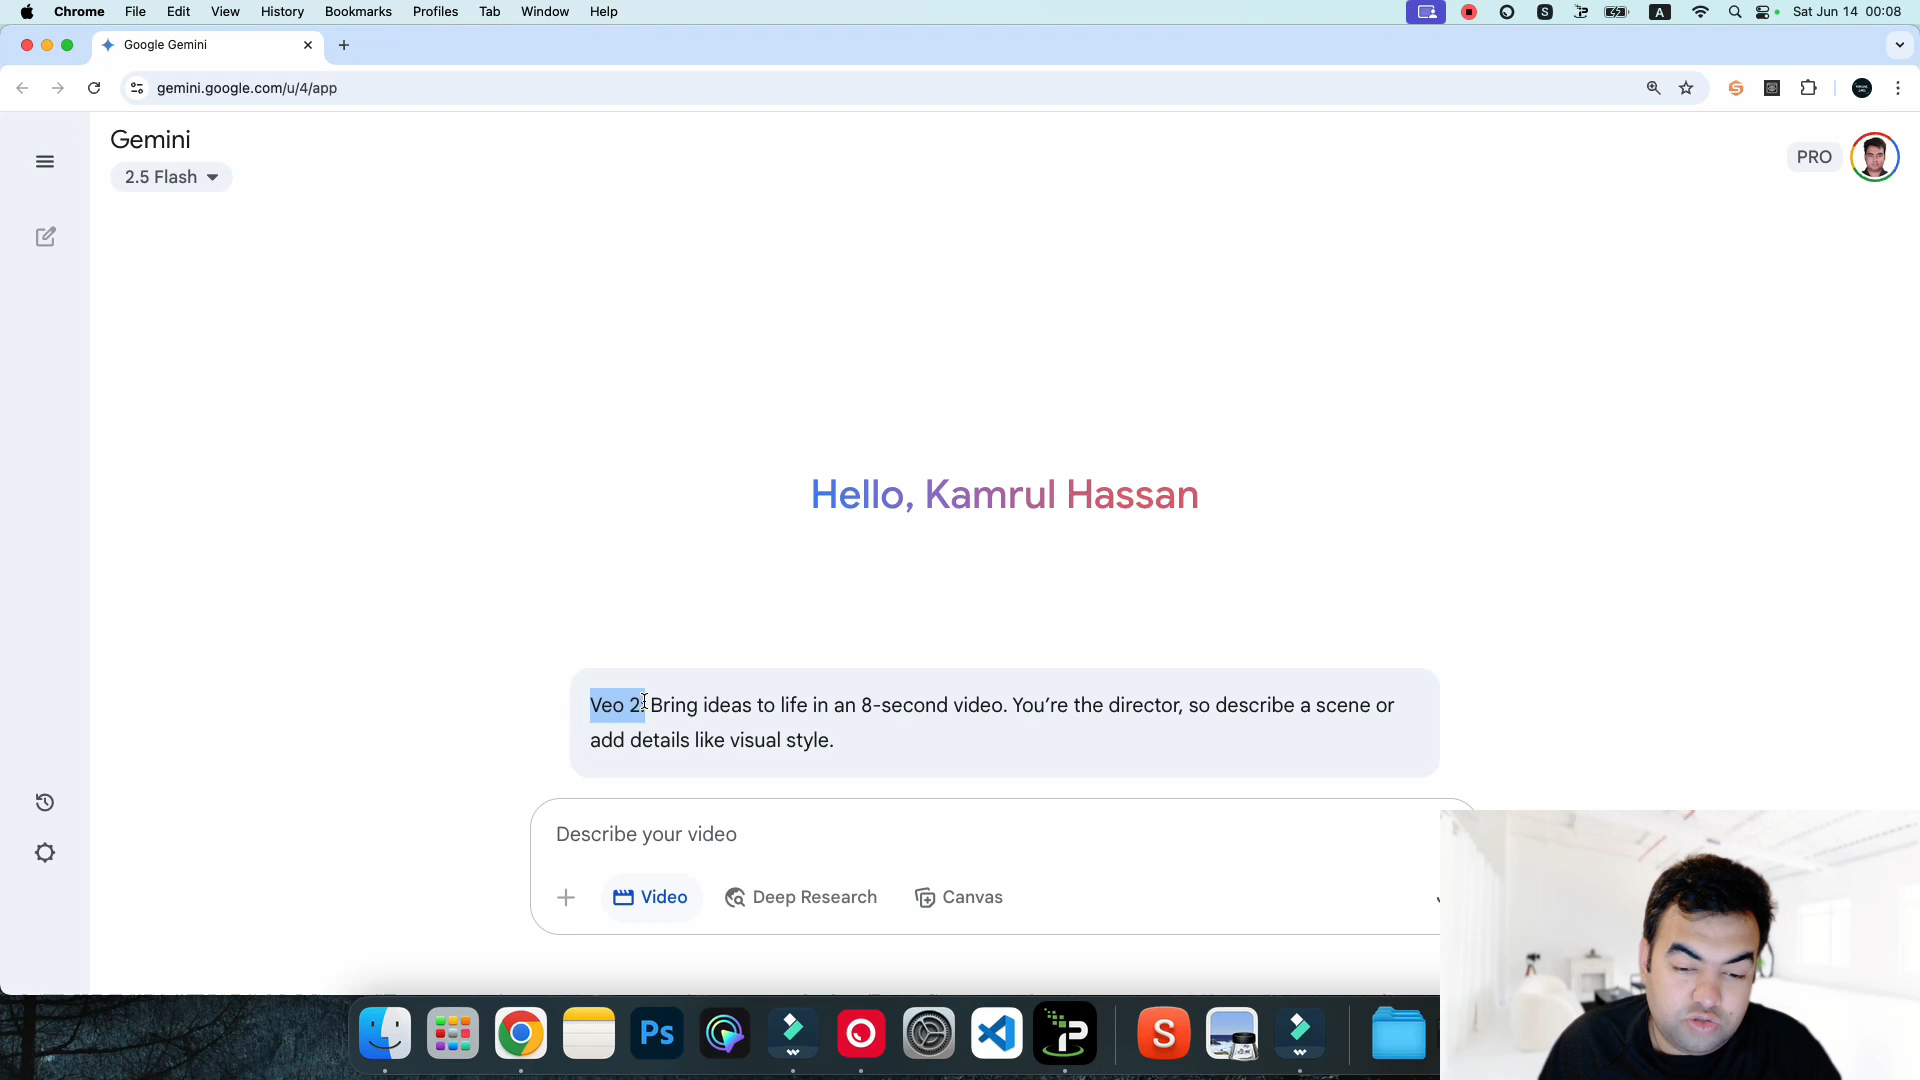 Chrome File Edit View History Bookmarks Profiles Tab Window Help
S A Sat Jun 14 00:08
Google Gemini
gemini.google.com/u/4/app
Gemini
2.5 Flash
PRO
Hello, Kamrul Hassan
Veo 2. Bring ideas to life in an 8-second video. You're the director, so describe a scene or
add details like visual style.
Describe your video
Video Deep Research Canvas
Ps S